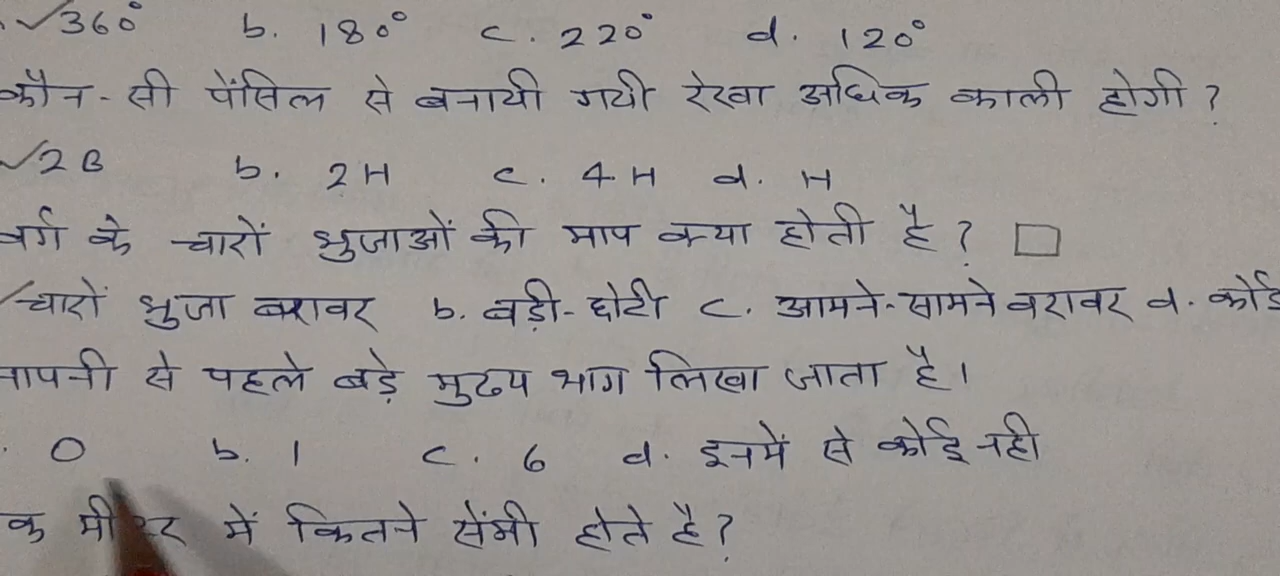 ✓360° b. 180° c. 220° d. 120°
कौन-सी पेंसिल से बनायी गयी रेखा अधिक काली होगी?
✓2B b. 2H c. 4H d. H
वर्ग के चारों भुजाओं की माप क्या होती है?
✓चारों भुजा बराबर b. बड़ी-छोटी c. आमने-सामने बराबर d. कोई
मापनी से पहले बड़े मुख्य भाग लिखा जाता है।
0 b. 1 c. 6 d. इनमें से कोई नही
में कितने सेंमी होते है?